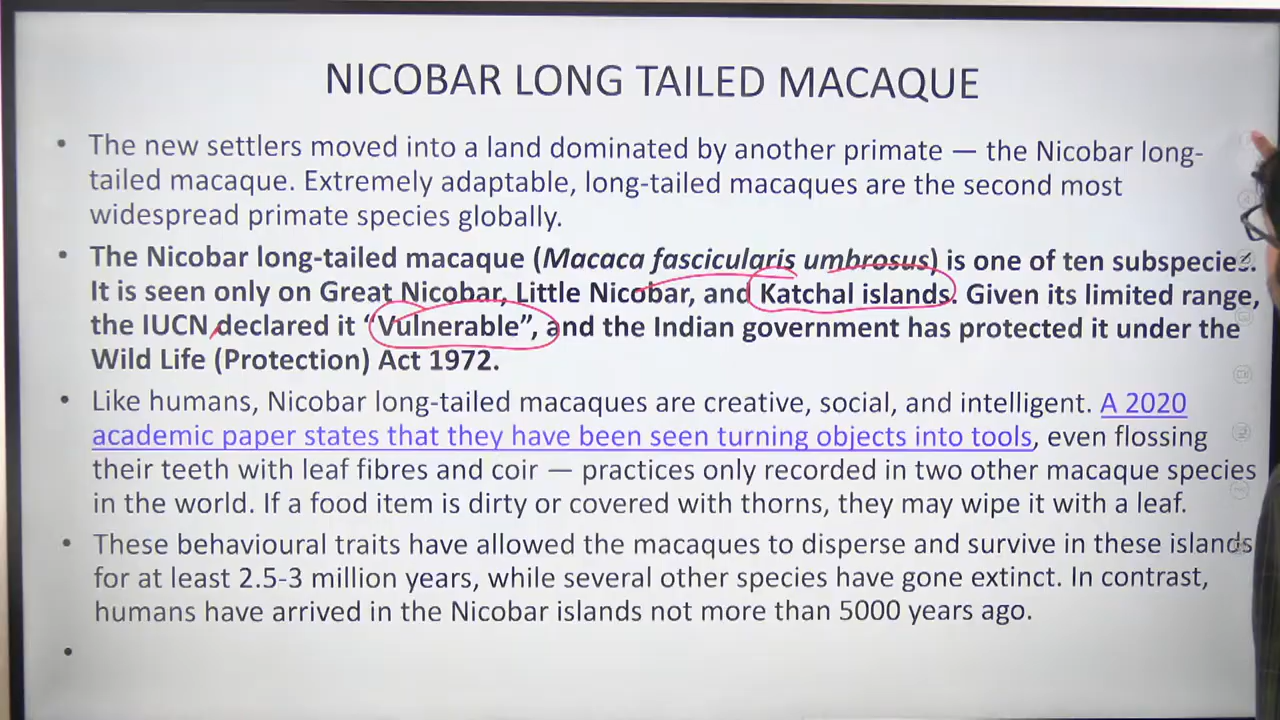 NICOBAR LONG TAILED MACAQUE
• The new settlers moved into a land dominated by another primate — the Nicobar long-
tailed macaque. Extremely adaptable, long-tailed macaques are the second most
widespread primate species globally.
• The Nicobar long-tailed macaque (Macaca fascicularis umbrosus) is one of ten subspecies.
It is seen only on Great Nicobar, Little Nicobar, and Katchal islands. Given its limited range,
the IUCN declared it “Vulnerable”, and the Indian government has protected it under the
Wild Life (Protection) Act 1972.
• Like humans, Nicobar long-tailed macaques are creative, social, and intelligent. A 2020
academic paper states that they have been seen turning objects into tools, even flossing
their teeth with leaf fibres and coir — practices only recorded in two other macaque species
in the world. If a food item is dirty or covered with thorns, they may wipe it with a leaf.
• These behavioural traits have allowed the macaques to disperse and survive in these islands
for at least 2.5-3 million years, while several other species have gone extinct. In contrast,
humans have arrived in the Nicobar islands not more than 5000 years ago.
•